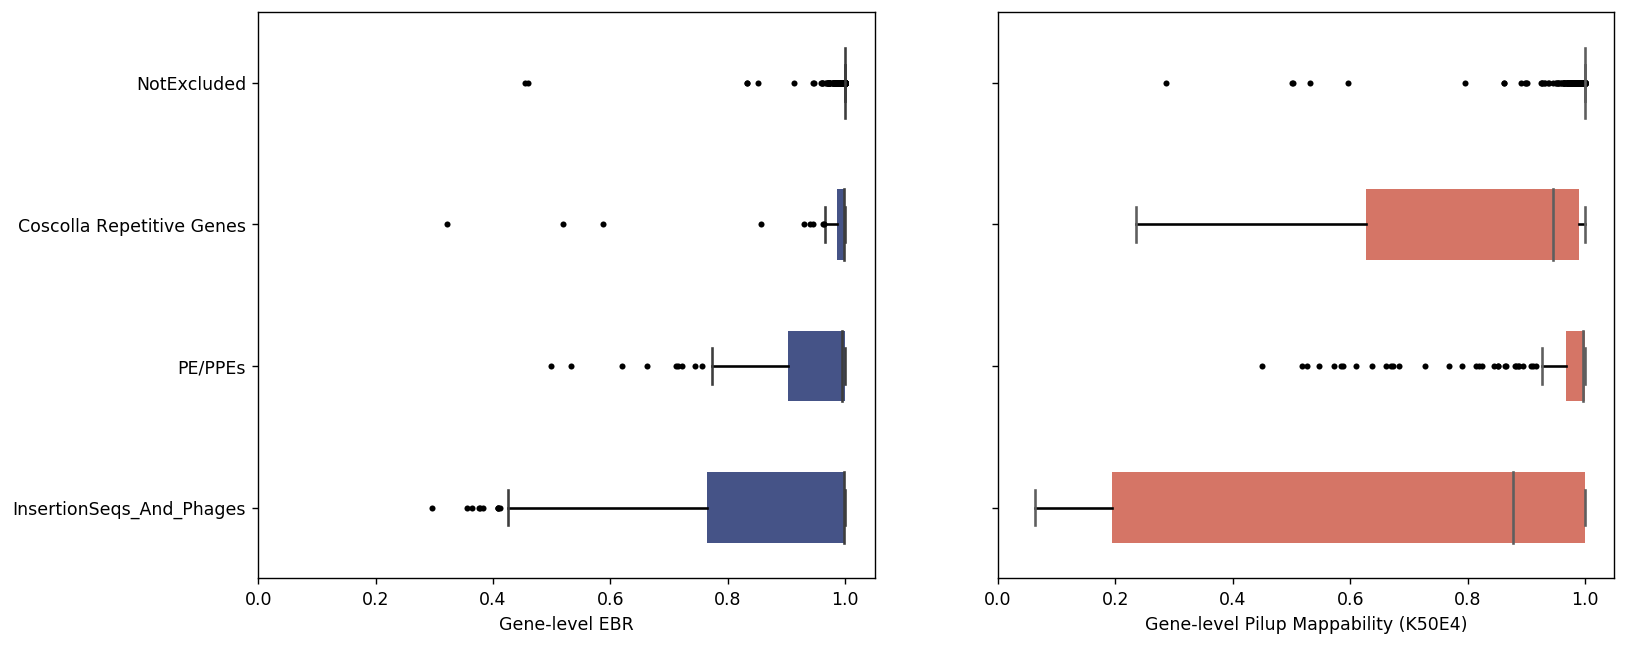 NotExcluded
Coscolla Repetitive Genes
PE/PPEs
InsertionSeqs_And_Phages
0.0 0.2 0.4 0.6 0.8 1.0
Gene-level EBR
0.0 0.2 0.4 0.6 0.8 1.0
Gene-level Pilup Mappability (K50E4)